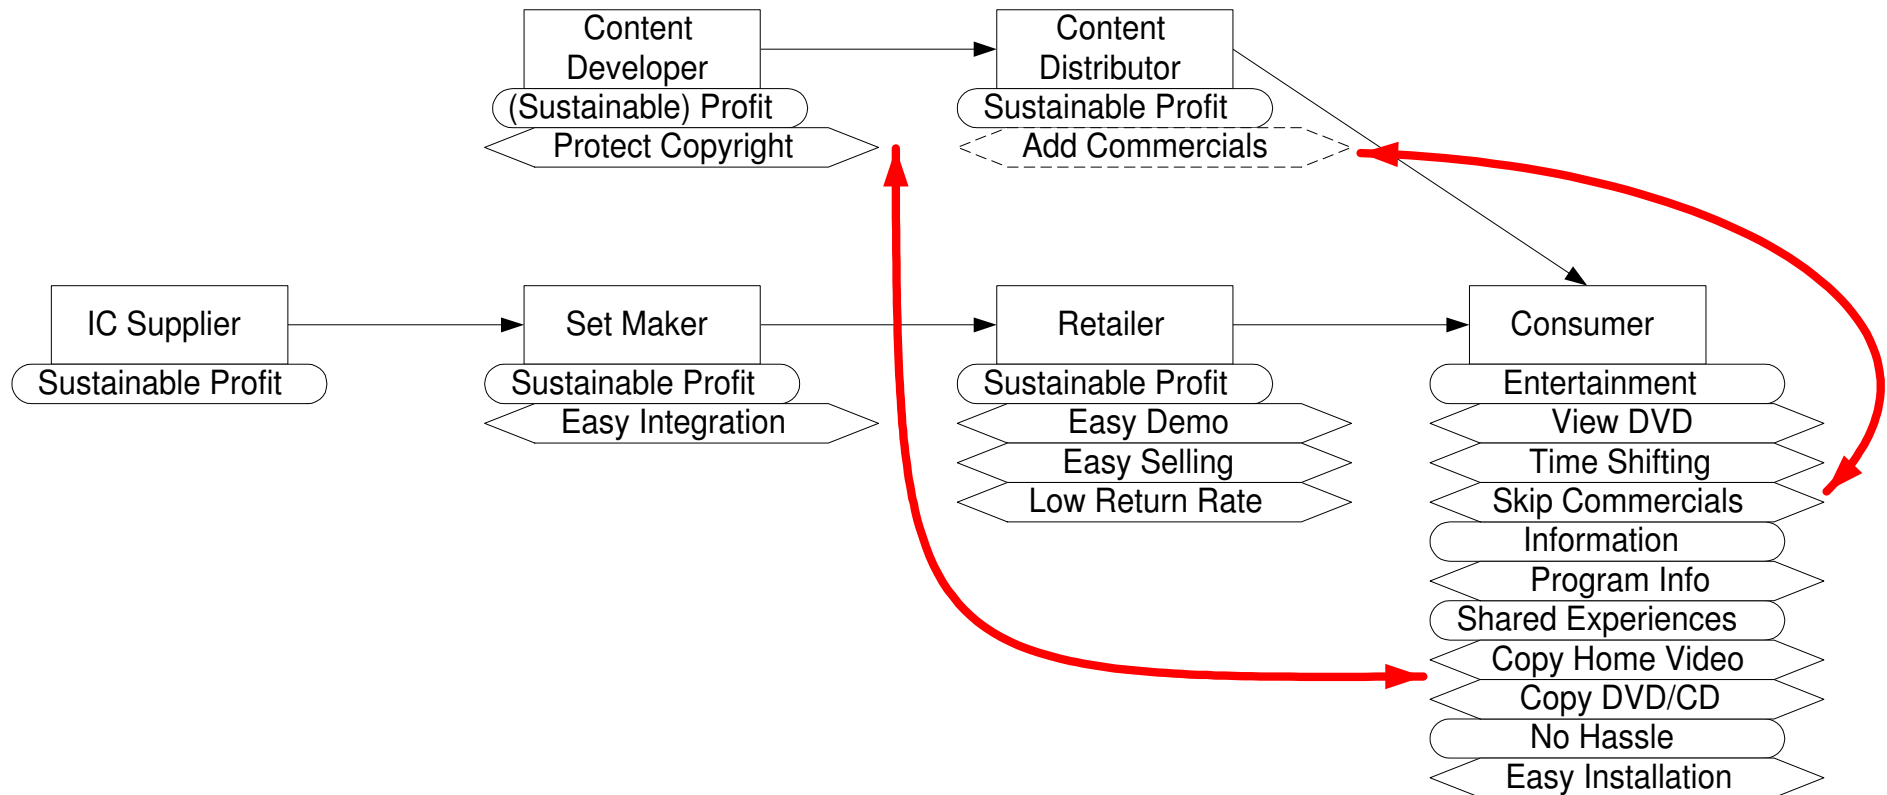 Content
Developer
(Sustainable) Profit
Protect Copyright
Content
Distributor
Sustainable Profit
Add Commercials
IC Supplier
Sustainable Profit
Set Maker
Sustainable Profit
Easy Integration
Retailer
Sustainable Profit
Easy Demo
Easy Selling
Low Return Rate
Consumer
Entertainment
View DVD
Time Shifting
Skip Commercials
Information
Program Info
Shared Experiences
Copy Home Video
Copy DVD/CD
No Hassle
Easy Installation